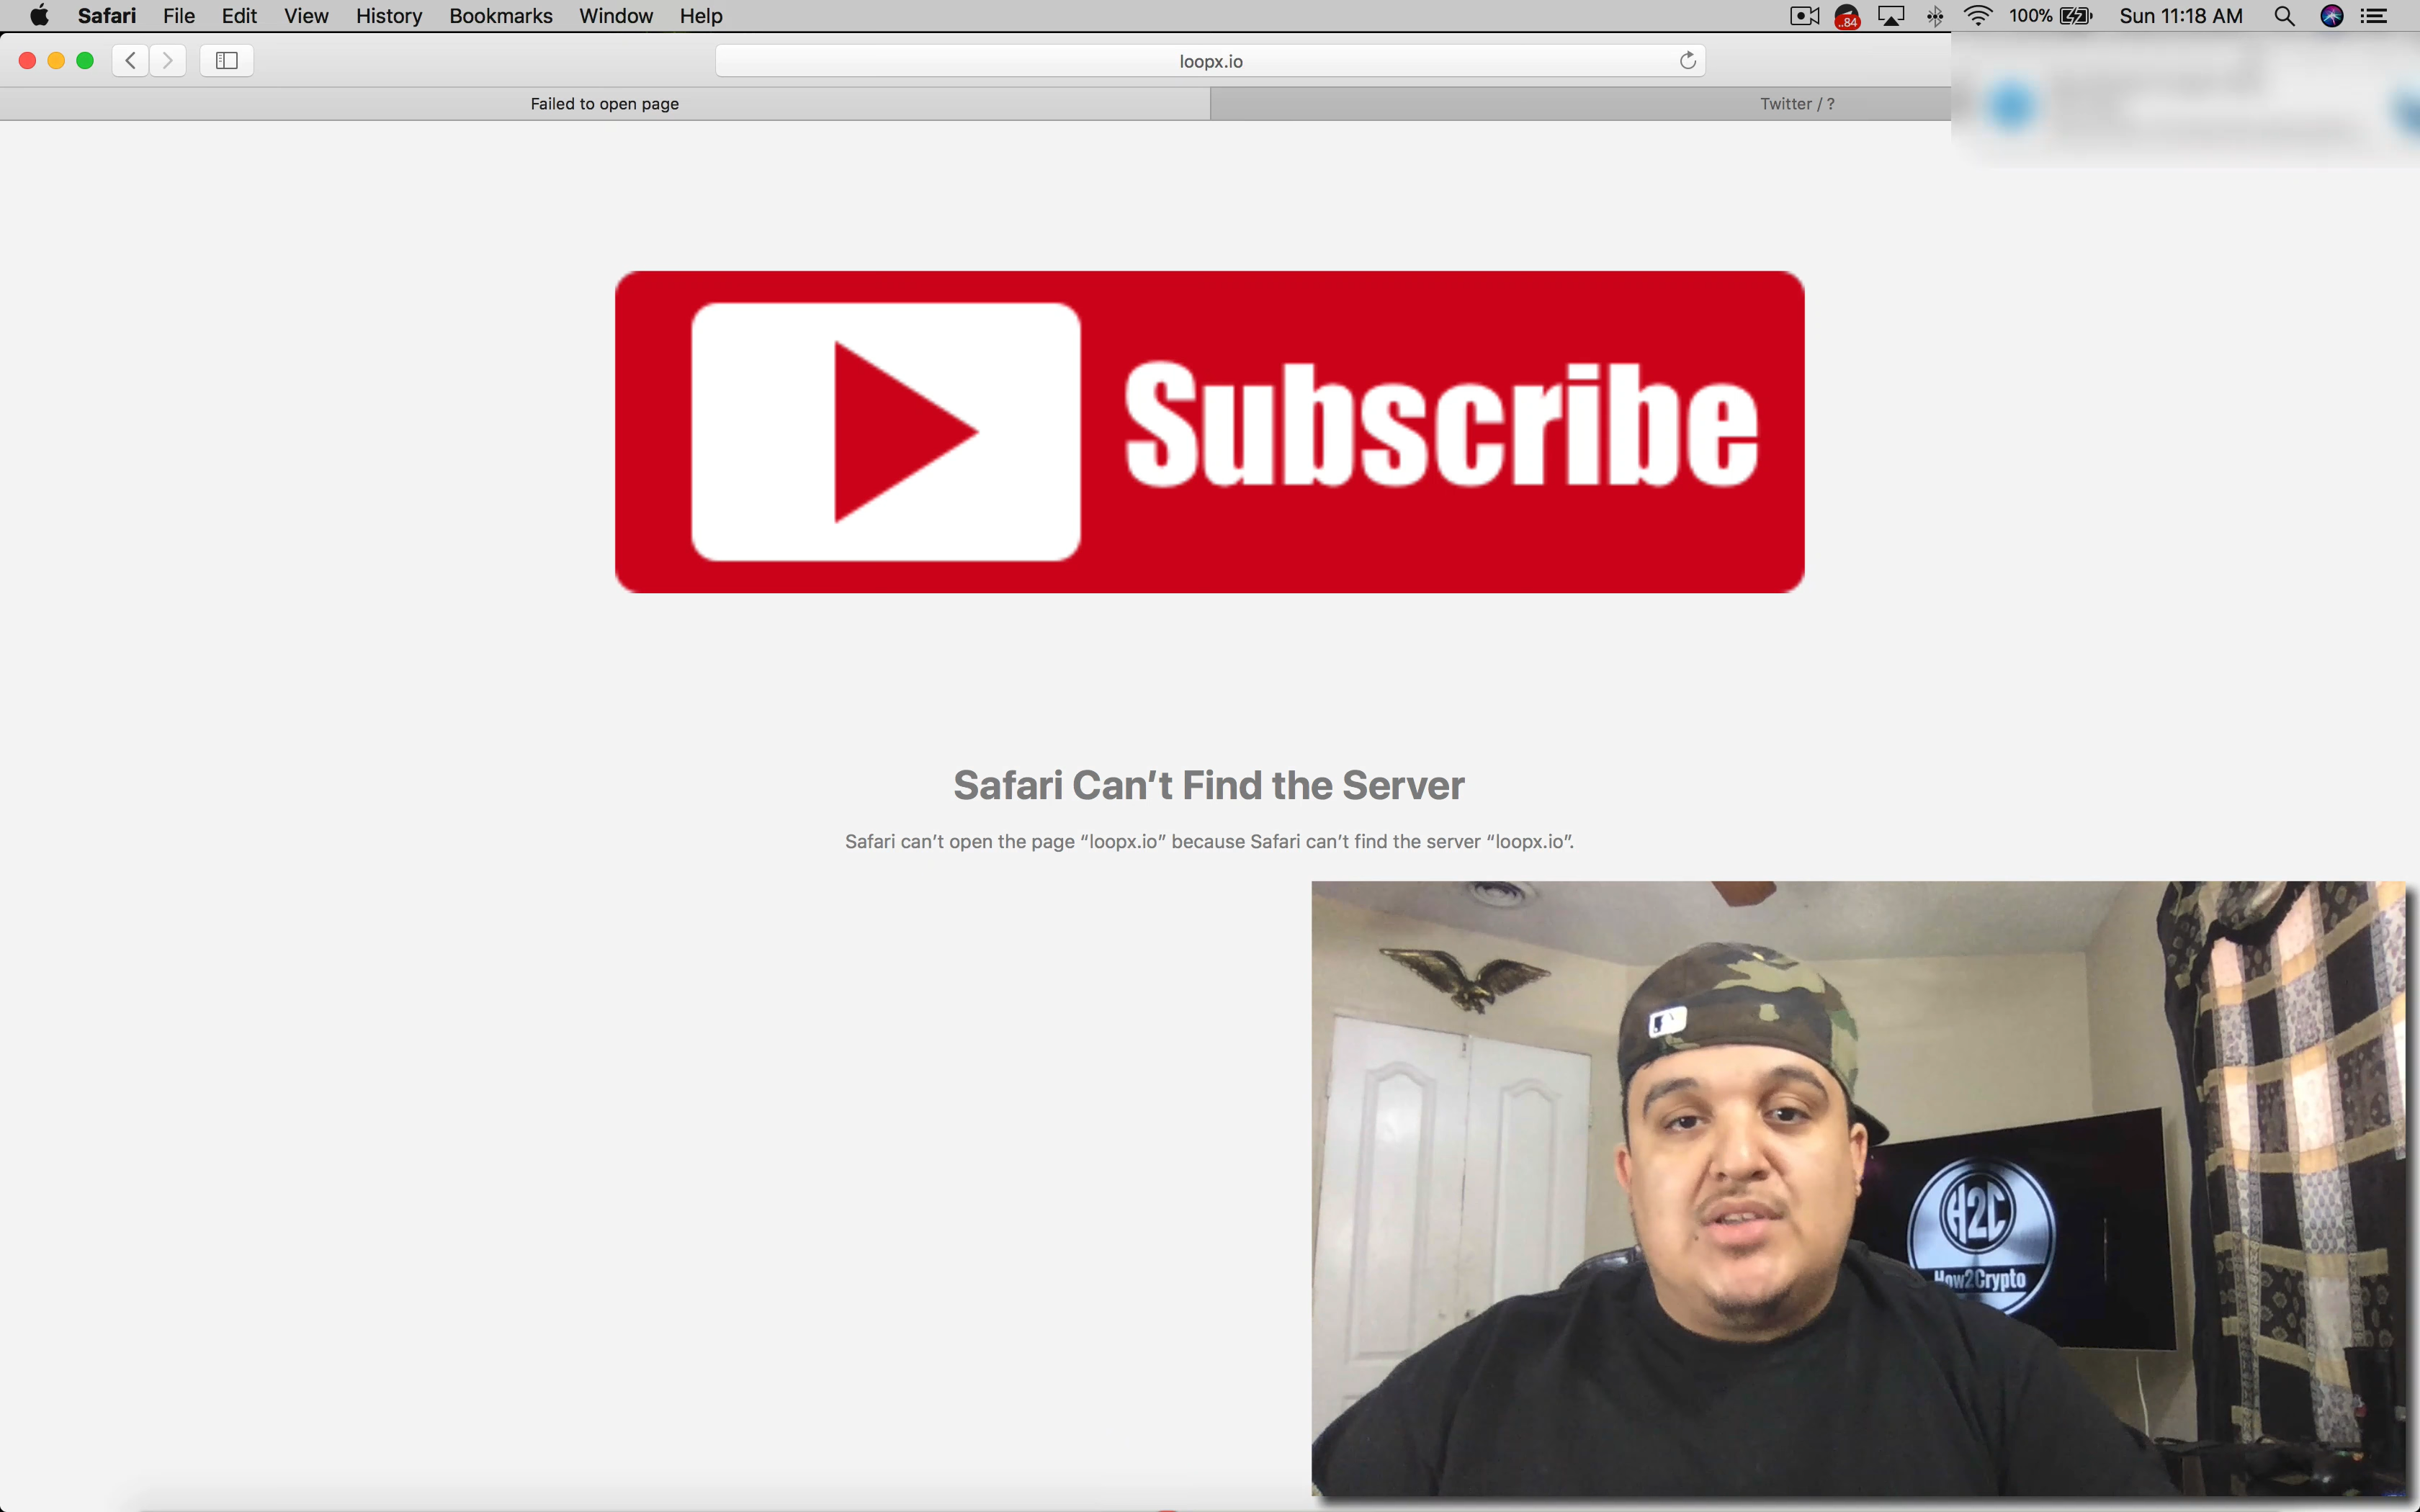 Safari File Edit View History Bookmarks Window Help
..84 100% Sun 11:18 AM
loopx.io
Failed to open page
Twitter / ?
Subscribe
Safari Can’t Find the Server
Safari can’t open the page “loopx.io” because Safari can’t find the server “loopx.io”.
H2C
How2Crypto